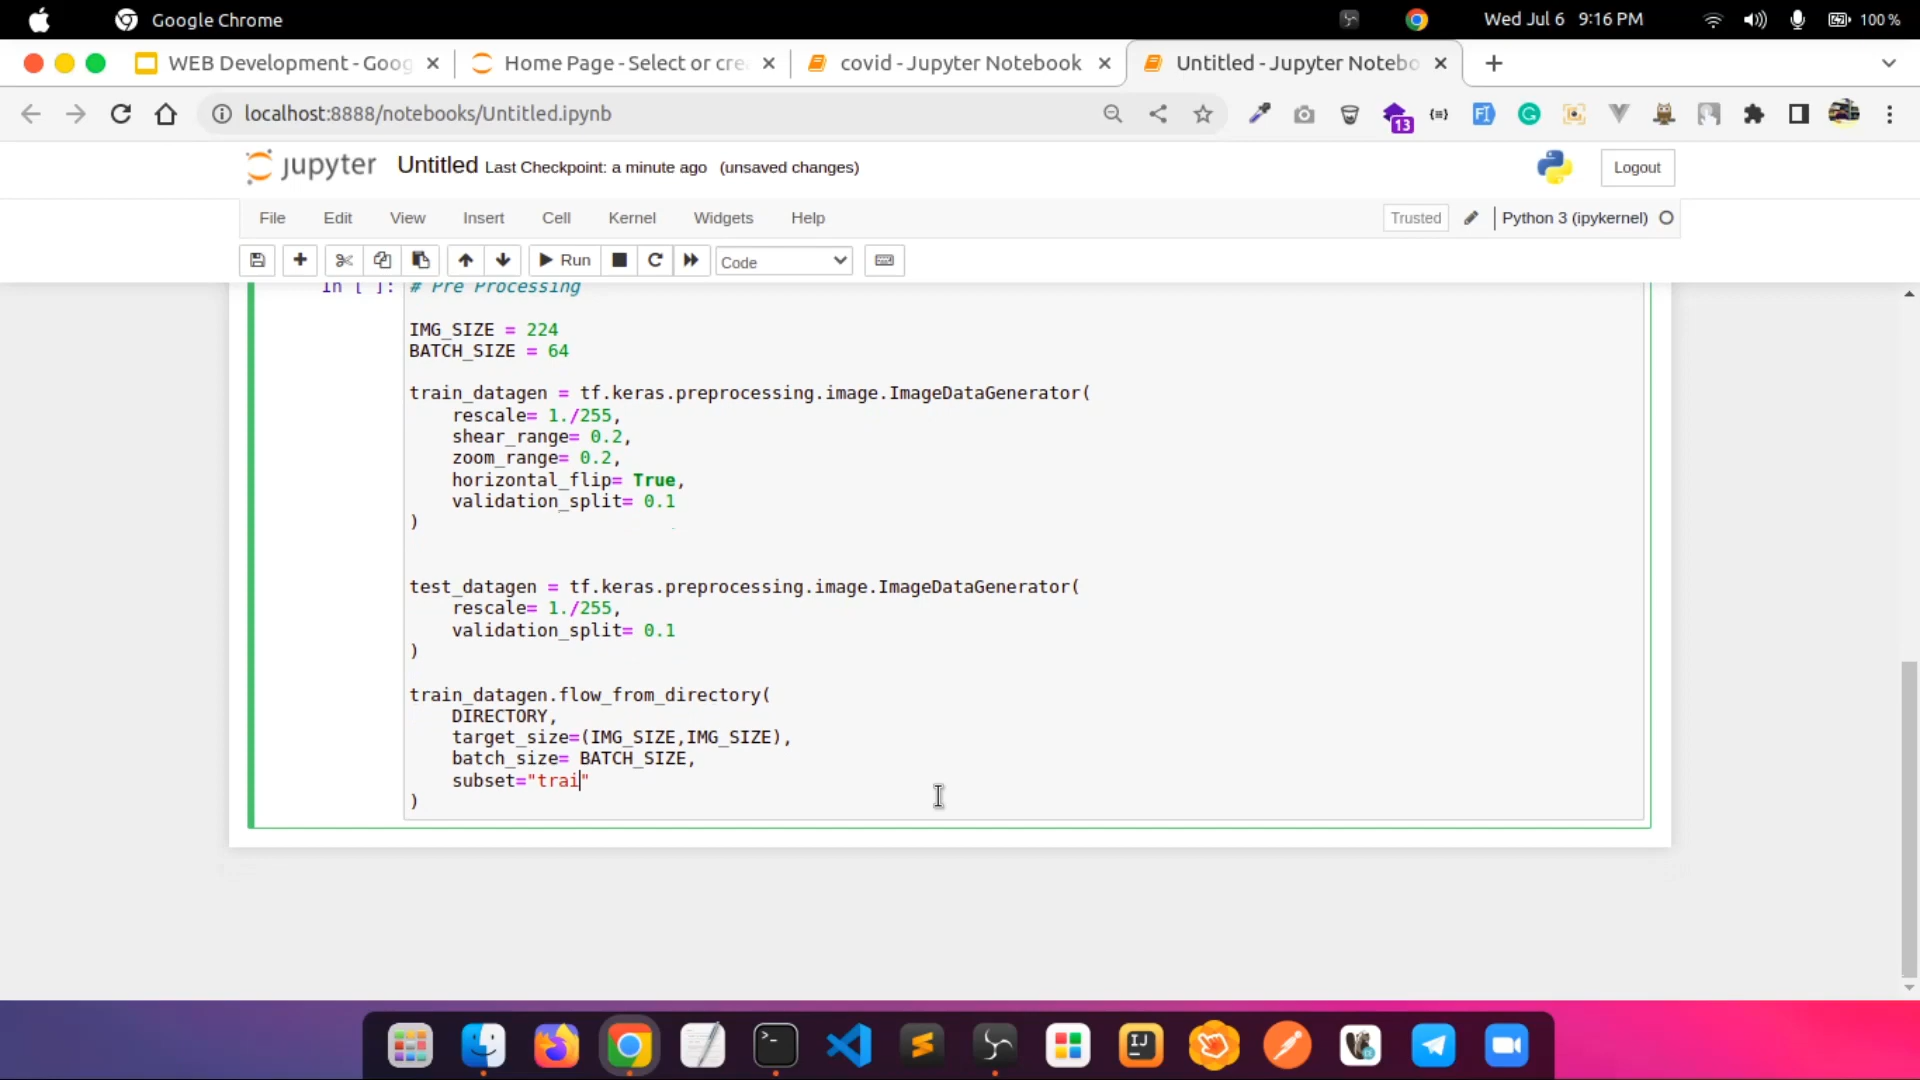 Google Chrome
Wed Jul 6 9:16 PM
100 %
WEB Development - Goog
Home Page - Select or cre
covid - Jupyter Notebook
Untitled - Jupyter Notebo
localhost:8888/notebooks/Untitled.ipynb
13
jupyter Untitled Last Checkpoint: a minute ago (unsaved changes)
Logout
File Edit View Insert Cell Kernel Widgets Help
Trusted
Python 3 (ipykernel)
Run
Code
In [ ]: # Pre Processing
IMG_SIZE = 224
BATCH_SIZE = 64
train_datagen = tf.keras.preprocessing.image.ImageDataGenerator(
rescale= 1./255,
shear_range= 0.2,
zoom_range= 0.2,
horizontal_flip= True,
validation_split= 0.1
)
test_datagen = tf.keras.preprocessing.image.ImageDataGenerator(
rescale= 1./255,
validation_split= 0.1
)
train_datagen.flow_from_directory(
DIRECTORY,
target_size=(IMG_SIZE,IMG_SIZE),
batch_size= BATCH_SIZE,
subset="trai"
)